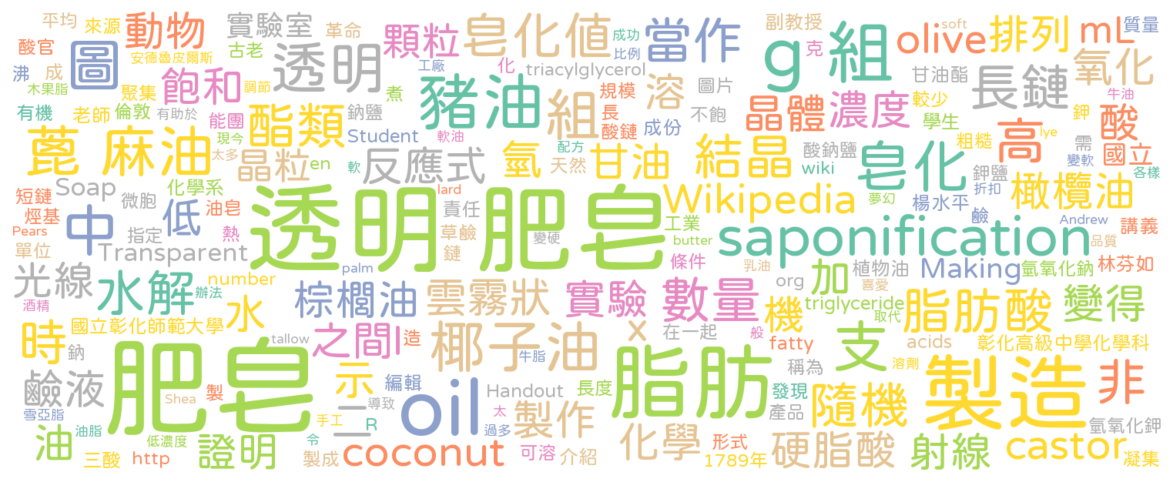 平均 來源 動物 實驗室 革命 顆粒 皂化值 成功 soft 當作 副教授 g 組 olive 排列 mL 質量
酸官 安德魯皮爾斯 古老 透明 工廠 比例 克 氧化
沸 成 圖 飽和 調節 化 triacylglycerol 圖片 甘油酯 長鏈 牛油
木果脂 聚集 豬油 組 溶 規模 晶體 濃度 較少 鉀
有機 老師 倫敦 有助於 能團 煮 鈉鹽 長 不飽 學生 lye 酸
蓖麻油 酯類 現今 Student 軟油 配方 酸鏈 成份 結晶 粗糙 高 需 變軟 國立
太多 晶粒 en 軟 反應式 氫 天然 甘油 酸鈉鹽 wiki 皂化 鉀鹽 折扣 各樣
短鏈 Soap 微胞 化學系 lard Wikipedia 夢幻 橄欖油
烴基 中 低 油皂 透明肥皂 責任 工業 楊水平 鹼 Andrew 講義
Pears 指定 熱 草鹼 變硬 butter saponification 品質
單位 Transparent number 鏈 條件 植物油 Making 氫氧化鈉 林芬如
光線 水解 辦法 palm 棕櫚油 雲霧狀 實驗 數量 加 乳油 org 喜愛 triglyceride 脂肪酸 變得
酒精 國立彰化師範大學 水 之間 l 造 椰子油 x 在一起 機 取代
時 鈉 tallow 肥皂 牛脂 脂肪 般 fatty 支 acids 彰化高級中學化學科
鹼液 Shea 製 示 編輯 Handout 長度 稱為 發現 溶劑 製造 非
雪亞脂 手工 二 導致 R oil 太 製作 產品 隨機 氫氧化鉀
油 油脂 低濃度 證明 令 過多 化學 形式 硬脂酸 射線 castor
三酸 http 製成 coconut 可溶 介紹 1789年 凝集